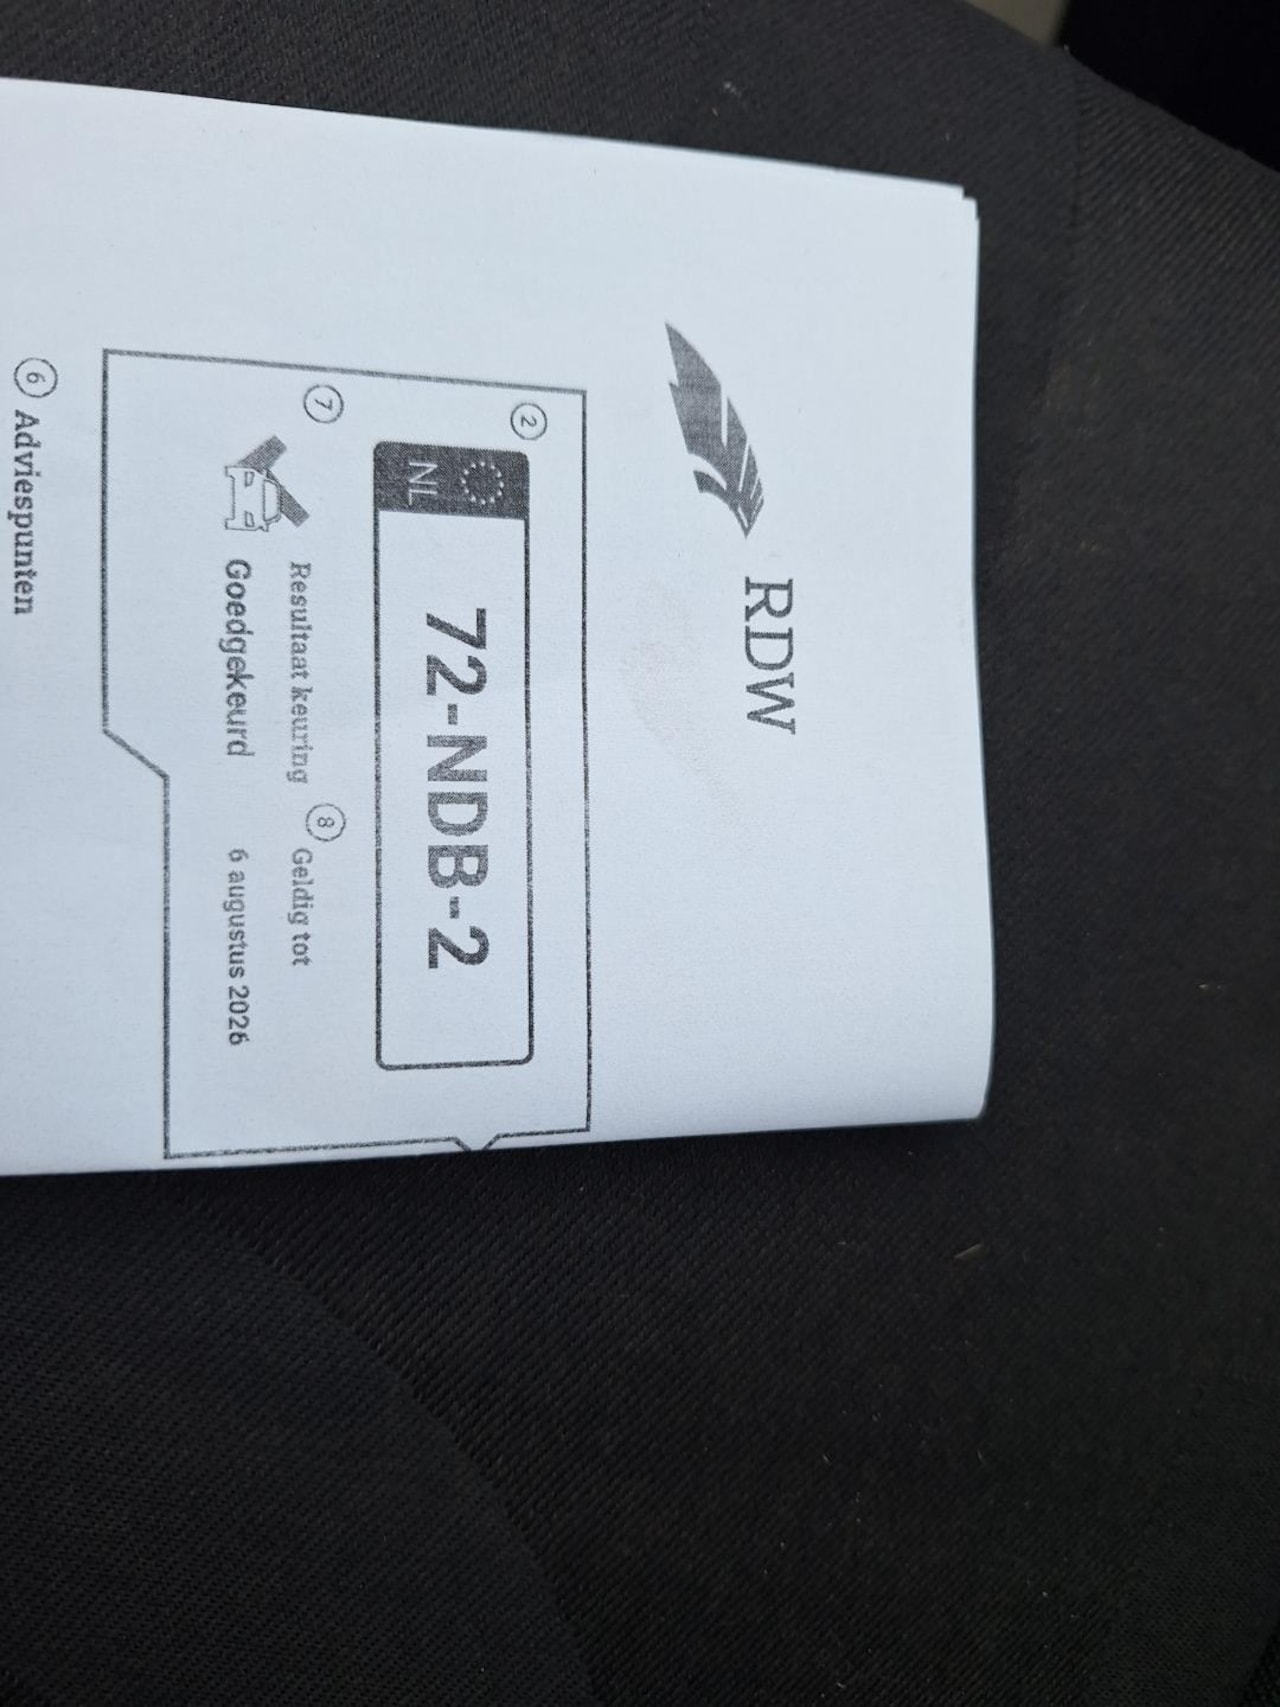 RDW
2
NL
72-NDB-2
7
Resultaat keuring
8
Geldig tot
Goedgekeurd
6 augustus 2026
6
Adviespunten